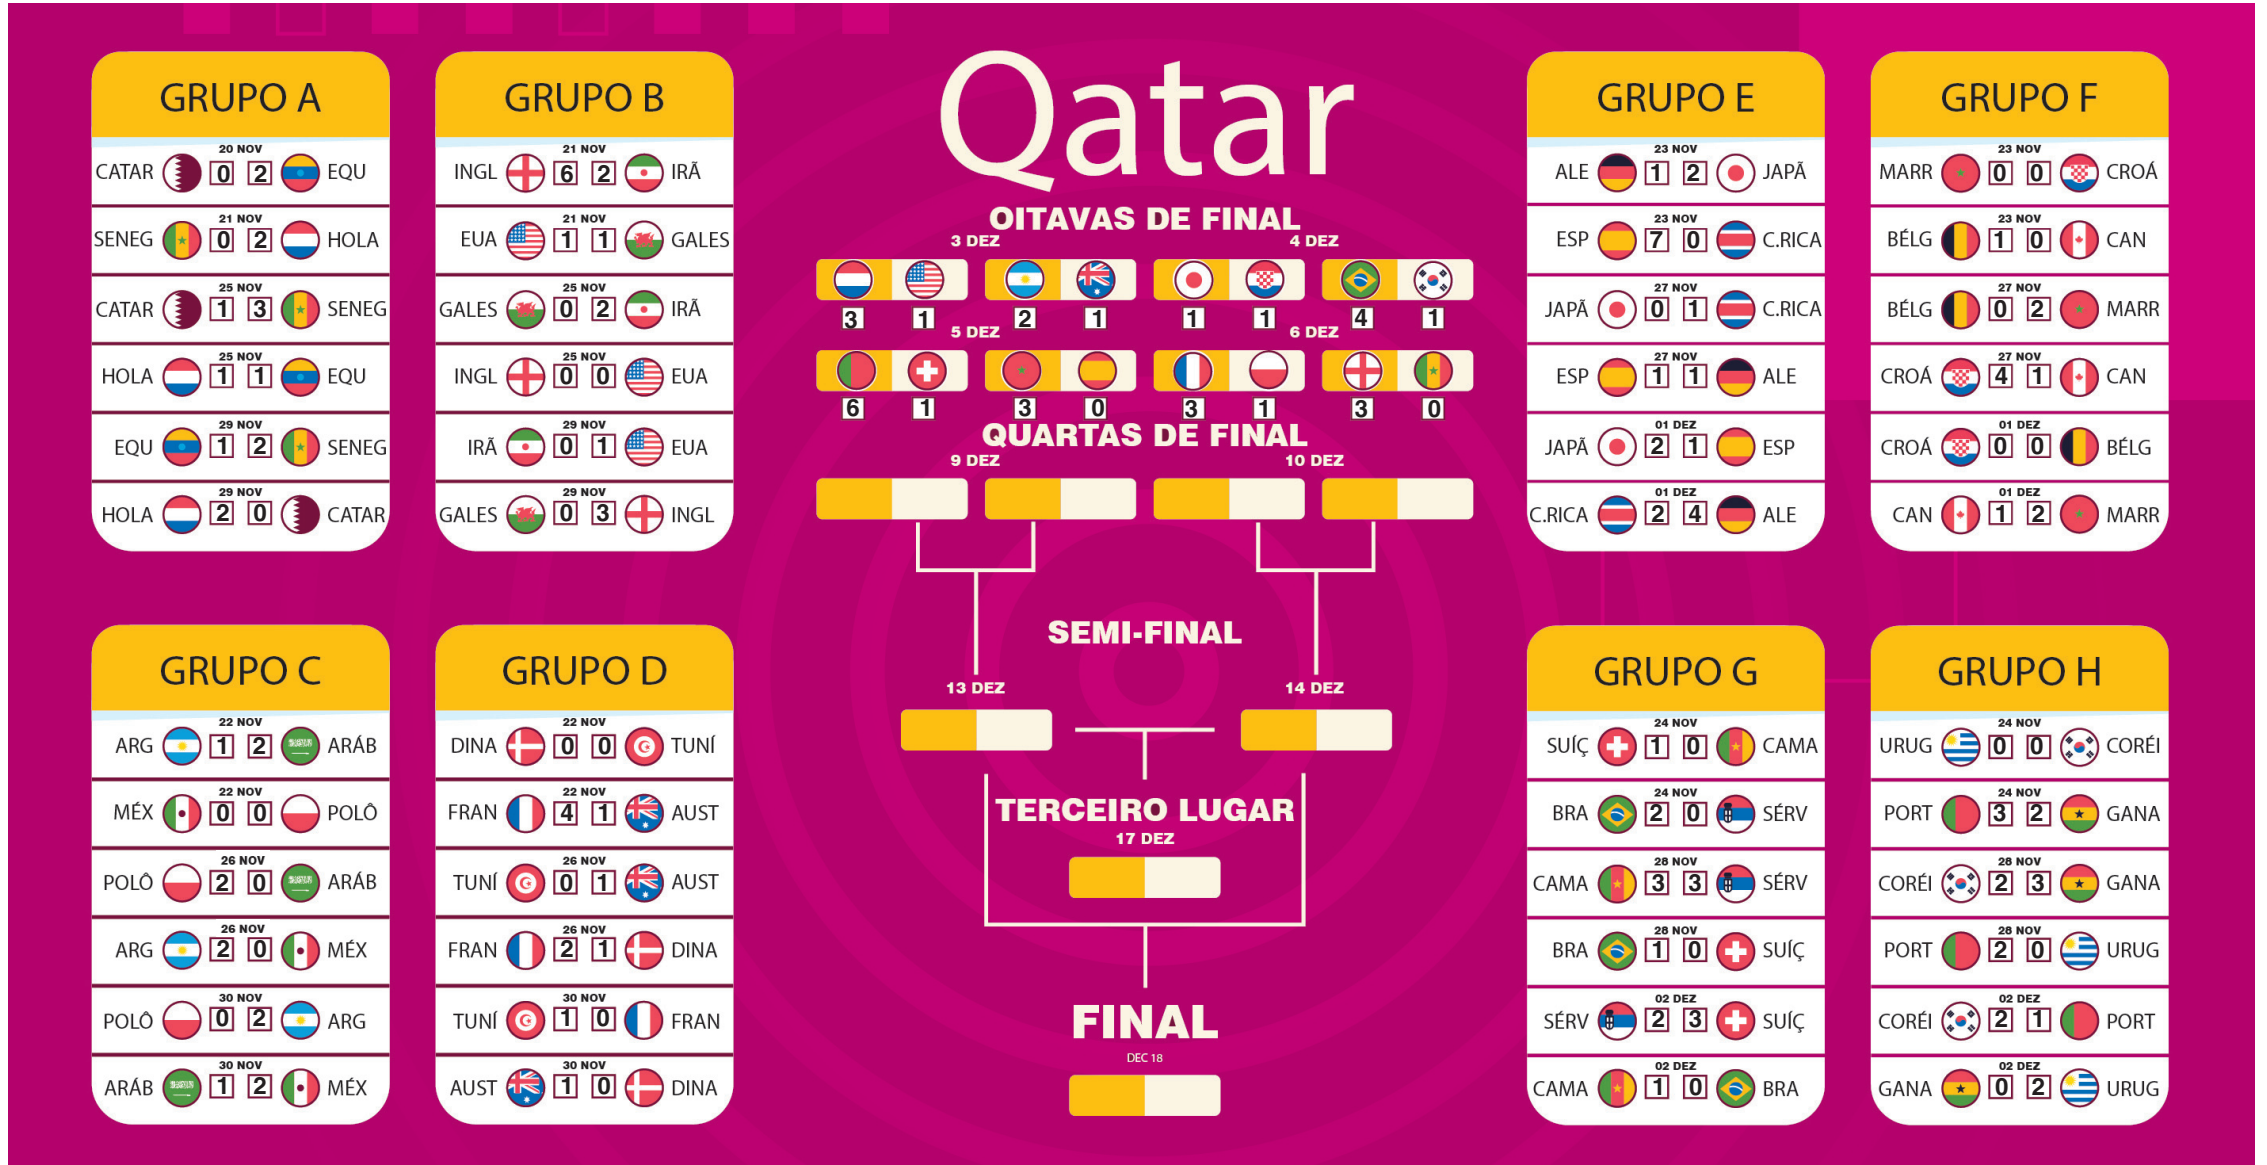 GRUPO A
20 NOV
CATAR 0 2 EQU
21 NOV
SENEG 0 2 HOLA
25 NOV
CATAR 1 3 SENEG
25 NOV
HOLA 1 1 EQU
29 NOV
EQU 1 2 SENEG
29 NOV
HOLA 2 0 CATAR
GRUPO B
21 NOV
INGL 6 2 IRÃ
21 NOV
EUA 1 1 GALES
25 NOV
GALES 0 2 IRÃ
25 NOV
INGL 0 0 EUA
29 NOV
IRÃ 0 1 EUA
29 NOV
GALES 0 3 INGL
GRUPO C
22 NOV
ARG 1 2 ARÁB
22 NOV
MÉX 0 0 POLÔ
26 NOV
POLÔ 2 0 ARÁB
26 NOV
ARG 2 0 MÉX
30 NOV
POLÔ 0 2 ARG
30 NOV
ARÁB 1 2 MÉX
GRUPO D
22 NOV
DINA 0 0 TUNÍ
22 NOV
FRAN 4 1 AUST
26 NOV
TUNÍ 0 1 AUST
26 NOV
FRAN 2 1 DINA
30 NOV
TUNÍ 1 0 FRAN
30 NOV
AUST 1 0 DINA
Qatar
OITAVAS DE FINAL
3 DEZ 4 DEZ
3 1 2 1 1 1 4 1
5 DEZ 6 DEZ
6 1 3 0 3 1 3 0
QUARTAS DE FINAL
9 DEZ 10 DEZ
SEMI-FINAL
13 DEZ 14 DEZ
TERCEIRO LUGAR
17 DEZ
FINAL
DEC 18
GRUPO E
23 NOV
ALE 1 2 JAPÃ
23 NOV
ESP 7 0 C.RICA
27 NOV
JAPÃ 0 1 C.RICA
27 NOV
ESP 1 1 ALE
01 DEZ
JAPÃ 2 1 ESP
01 DEZ
C.RICA 2 4 ALE
GRUPO F
23 NOV
MARR 0 0 CROÁ
23 NOV
BÉLG 1 0 CAN
27 NOV
BÉLG 0 2 MARR
27 NOV
CROÁ 4 1 CAN
01 DEZ
CROÁ 0 0 BÉLG
01 DEZ
CAN 1 2 MARR
GRUPO G
24 NOV
SUÍÇ 1 0 CAMA
24 NOV
BRA 2 0 SÉRV
28 NOV
CAMA 3 3 SÉRV
28 NOV
BRA 1 0 SUÍÇ
02 DEZ
SÉRV 2 3 SUÍÇ
02 DEZ
CAMA 1 0 BRA
GRUPO H
24 NOV
URUG 0 0 CORÉI
24 NOV
PORT 3 2 GANA
28 NOV
CORÉI 2 3 GANA
28 NOV
PORT 2 0 URUG
02 DEZ
CORÉI 2 1 PORT
02 DEZ
GANA 0 2 URUG